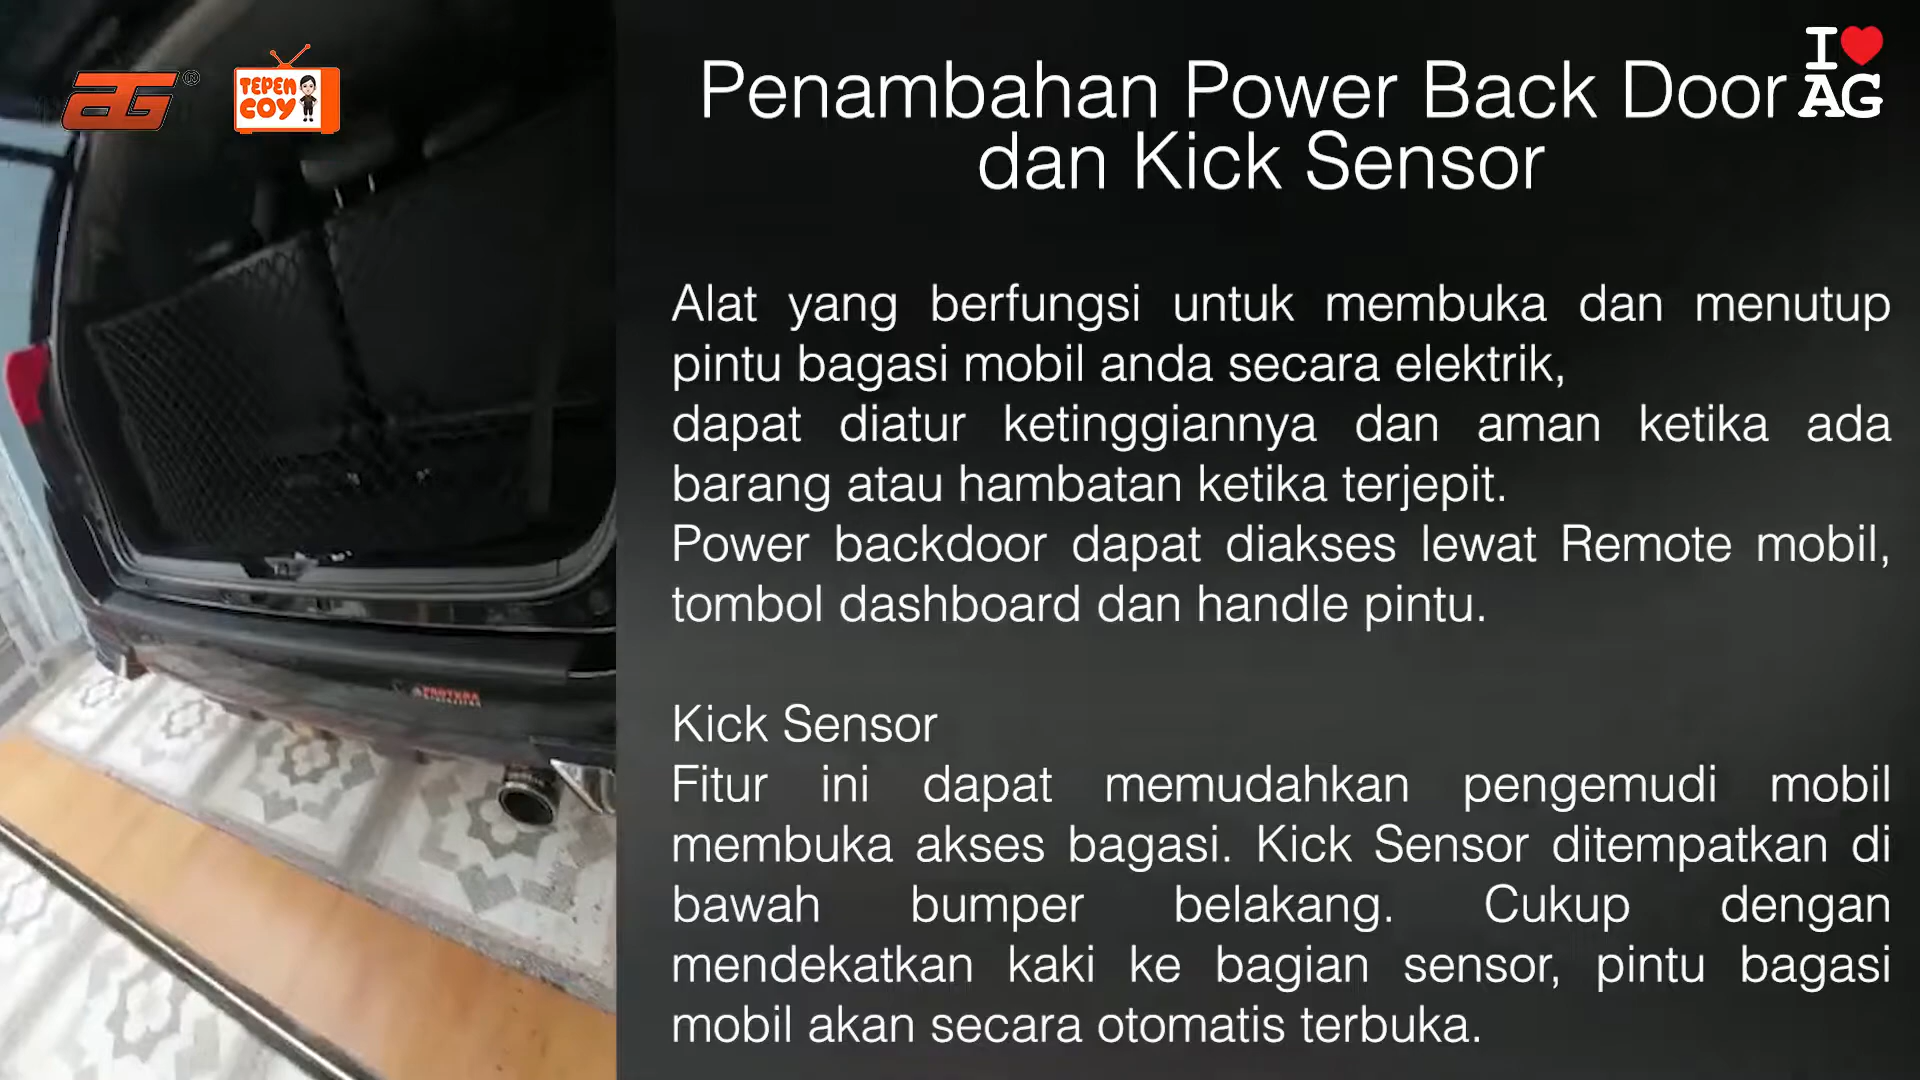 AG
TEPEN
COY
I
AG
Penambahan Power Back Door
dan Kick Sensor
Alat yang berfungsi untuk membuka dan menutup
pintu bagasi mobil anda secara elektrik,
dapat diatur ketinggiannya dan aman ketika ada
barang atau hambatan ketika terjepit.
Power backdoor dapat diakses lewat Remote mobil,
tombol dashboard dan handle pintu.
Kick Sensor
Fitur ini dapat memudahkan pengemudi mobil
membuka akses bagasi. Kick Sensor ditempatkan di
bawah bumper belakang. Cukup dengan
mendekatkan kaki ke bagian sensor, pintu bagasi
mobil akan secara otomatis terbuka.